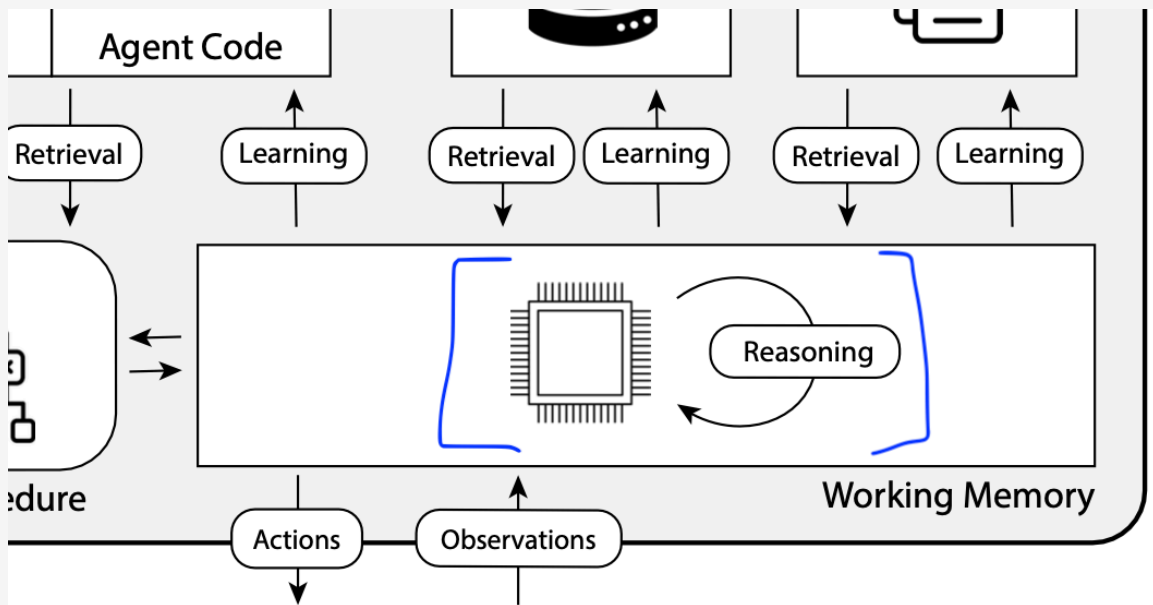 Agent Code
Retrieval
Learning
Retrieval
Learning
Retrieval
Learning
Reasoning
edure
Working Memory
Actions
Observations